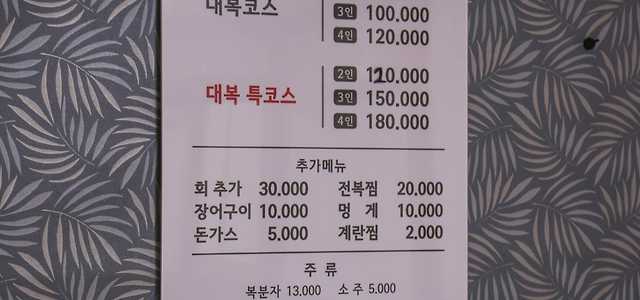 대복코스
3인 100.000
4인 120.000
대복 특코스
2인 120.000
3인 150.000
4인 180.000
추가메뉴
회 추가 30.000 전복찜 20.000
장어구이 10.000 멍 게 10.000
돈가스 5.000 계란찜 2.000
주 류
복분자 13.000 소 주 5.000